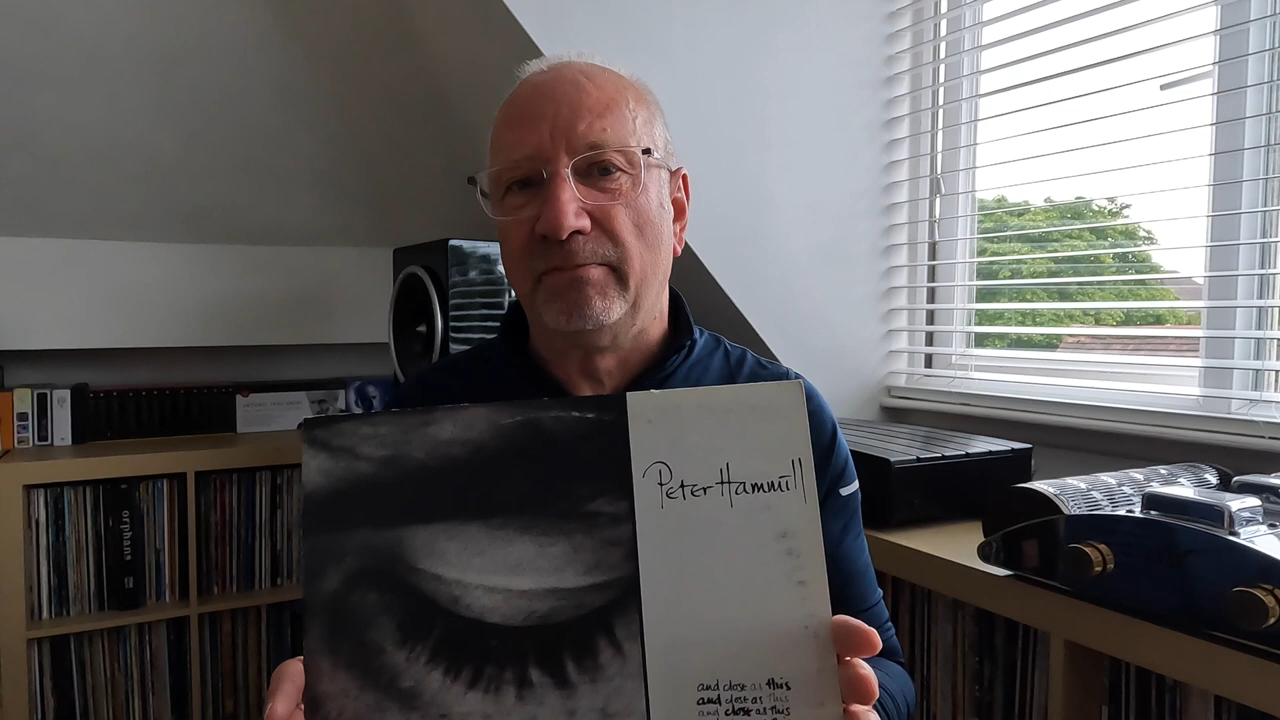 Peter Hammill
and close as this
and close as this
and close as this
orphans